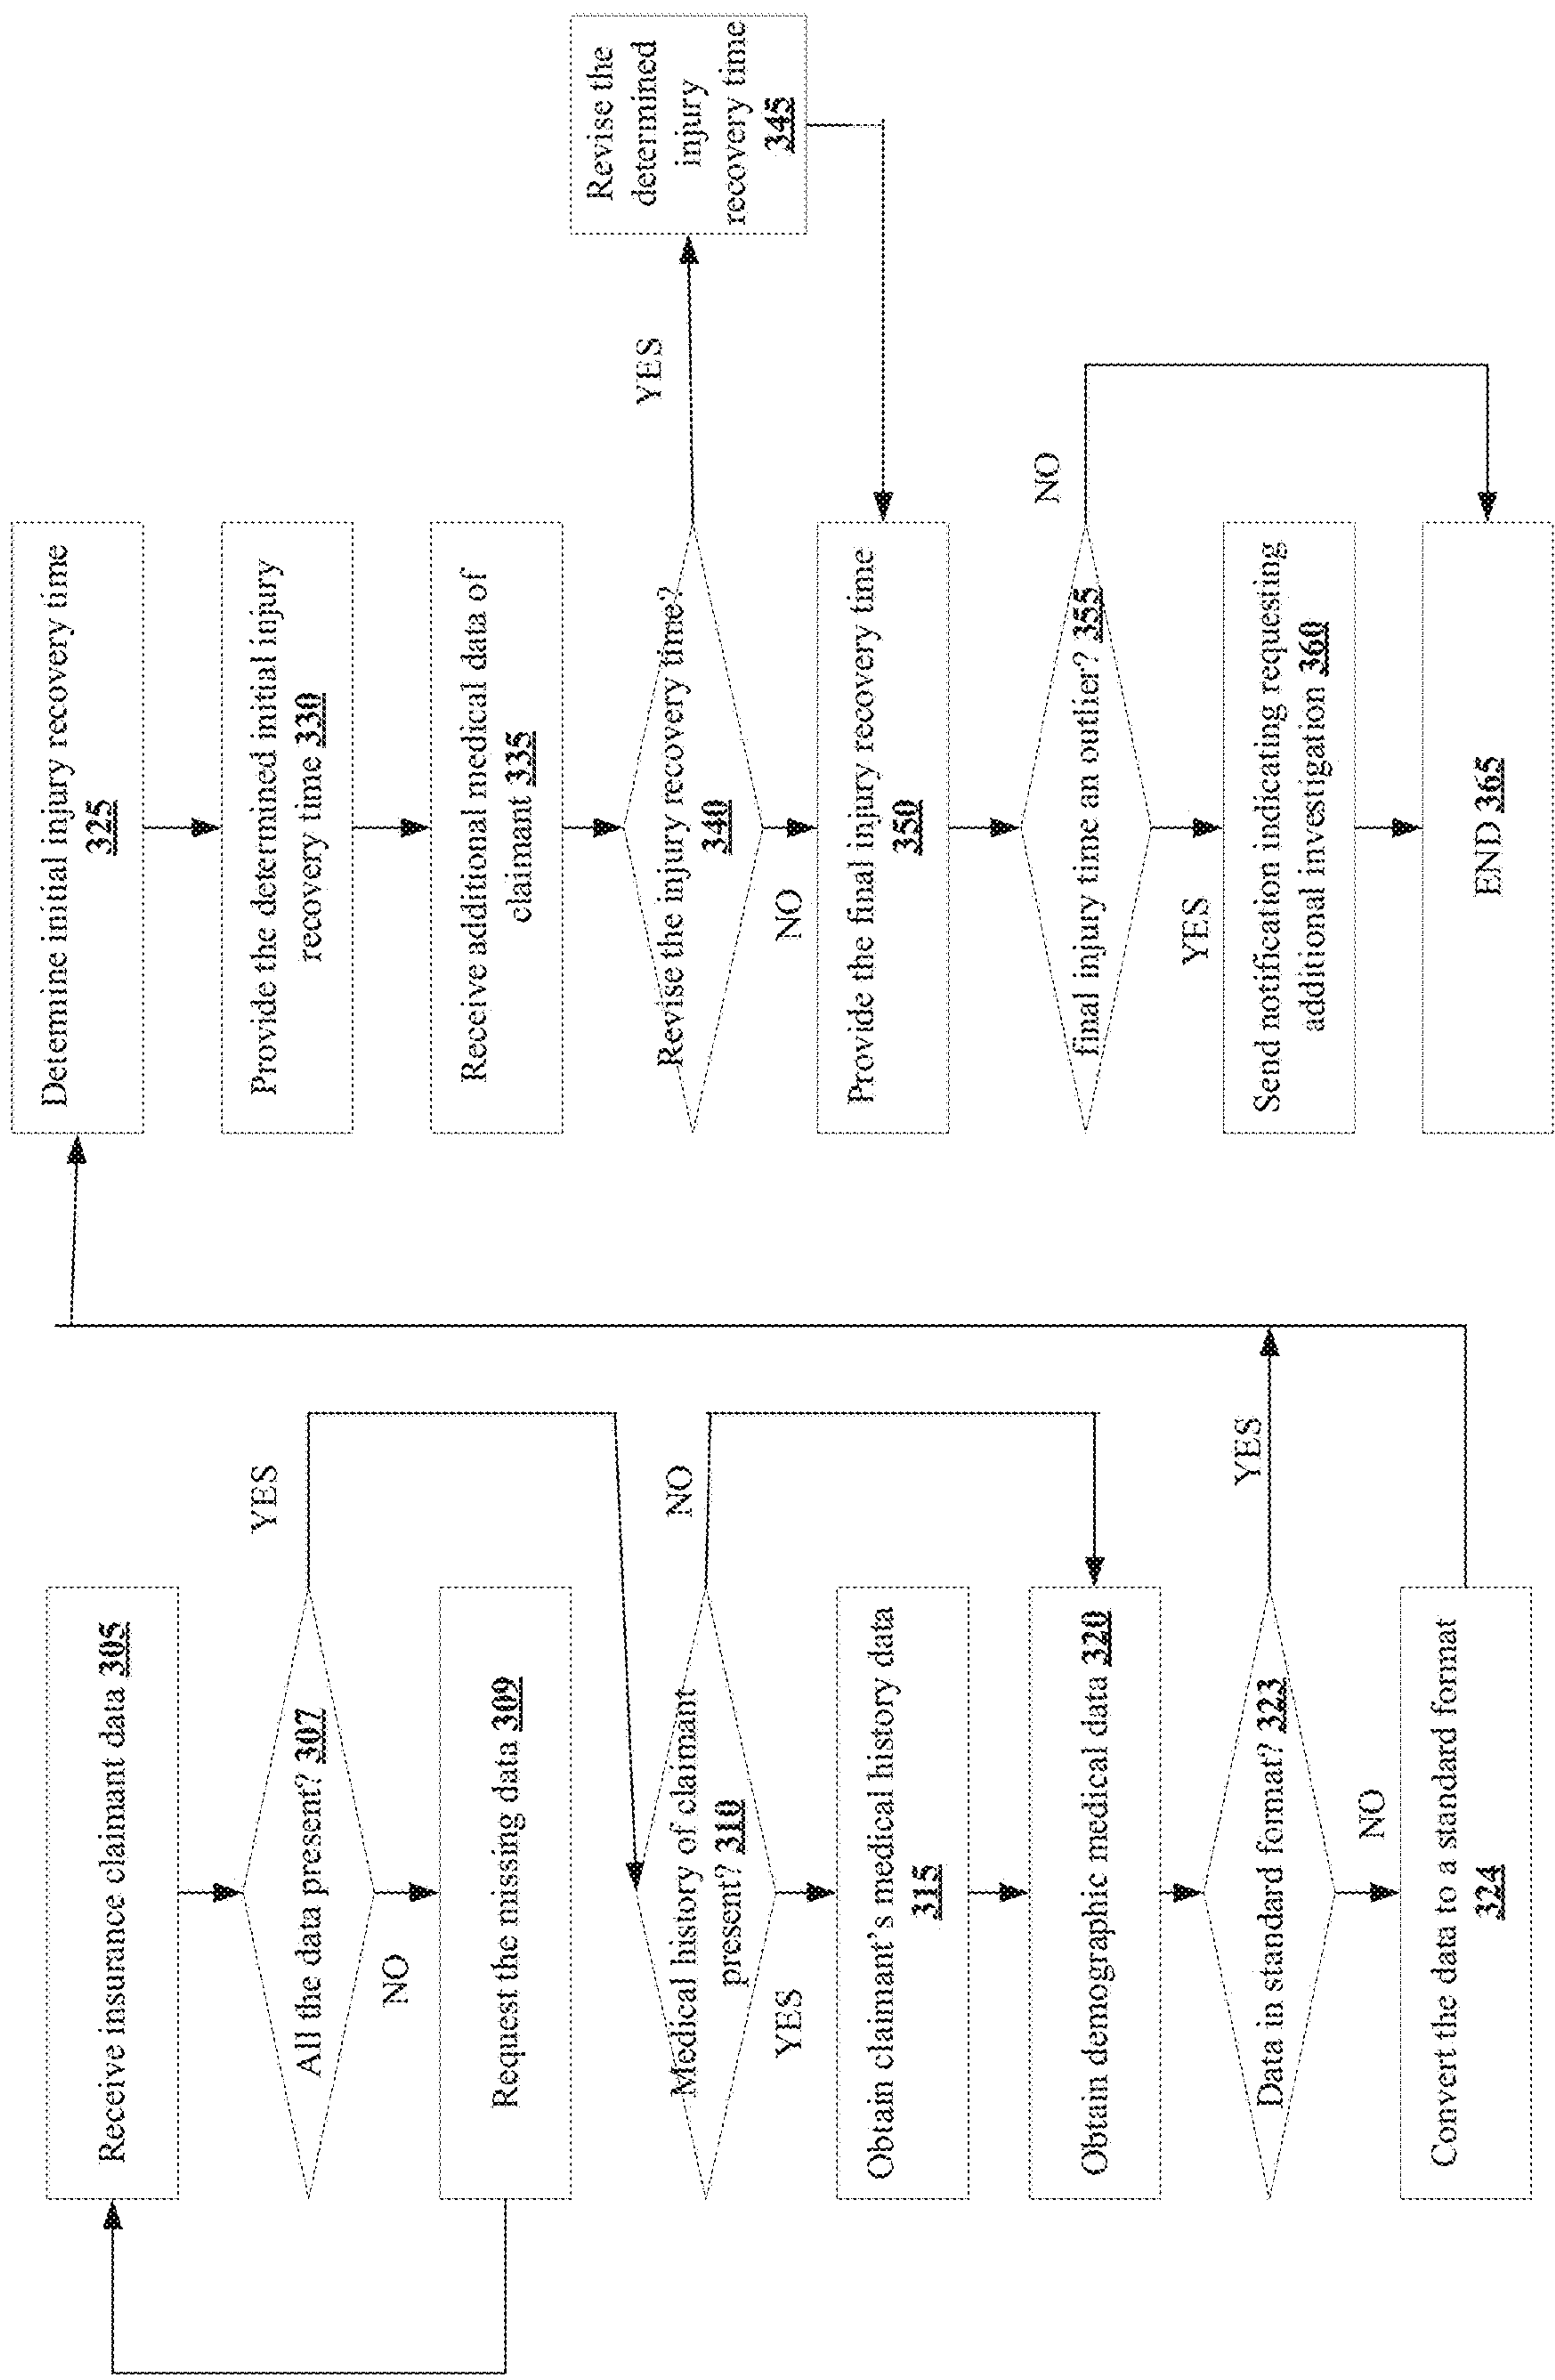 Receive insurance claimant data 305
All the data present? 307
YES
NO
Request the missing data 309
Medical history of claimant
present? 310
NO
YES
Obtain claimant's medical history data
315
Obtain demographic medical data 320
Data in standard format? 323
YES
NO
Convert the data to a standard format
324
Determine initial injury recovery time
325
Provide the determined initial injury
recovery time 330
Receive additional medical data of
claimant 335
Revise the injury recovery time?
340
YES
NO
Revise the
determined
injury
recovery time
345
Provide the final injury recovery time
350
final injury time an outlier? 355
NO
YES
Send notification indicating requesting
additional investigation 360
END 365